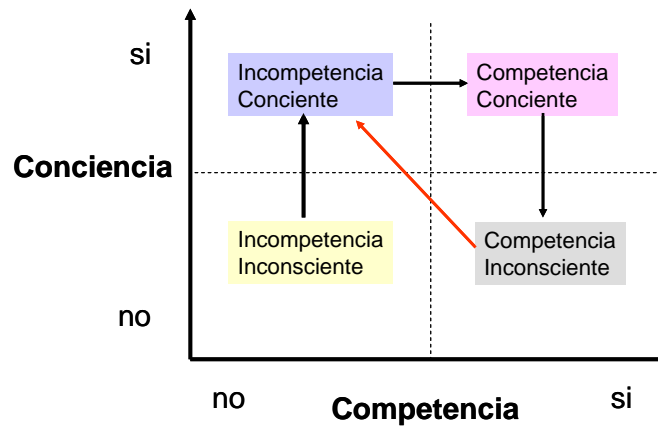 si
Incompetencia
Conciente
Competencia
Conciente
Conciencia
Incompetencia
Inconsciente
Competencia
Inconsciente
no
no
Competencia
si